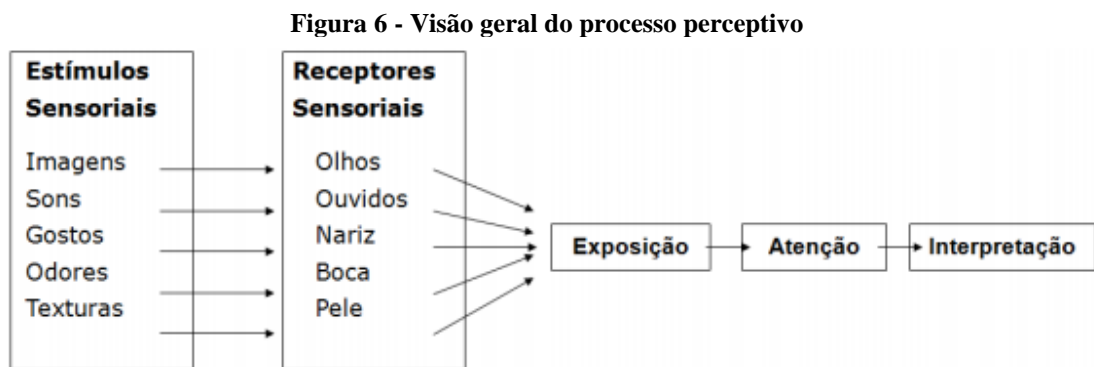 Figura 6 - Visão geral do processo perceptivo
Estímulos
Sensoriais
Imagens
Sons
Gostos
Odores
Texturas
Receptores
Sensoriais
Olhos
Ouvidos
Nariz
Boca
Pele
Exposição
Atenção
Interpretação